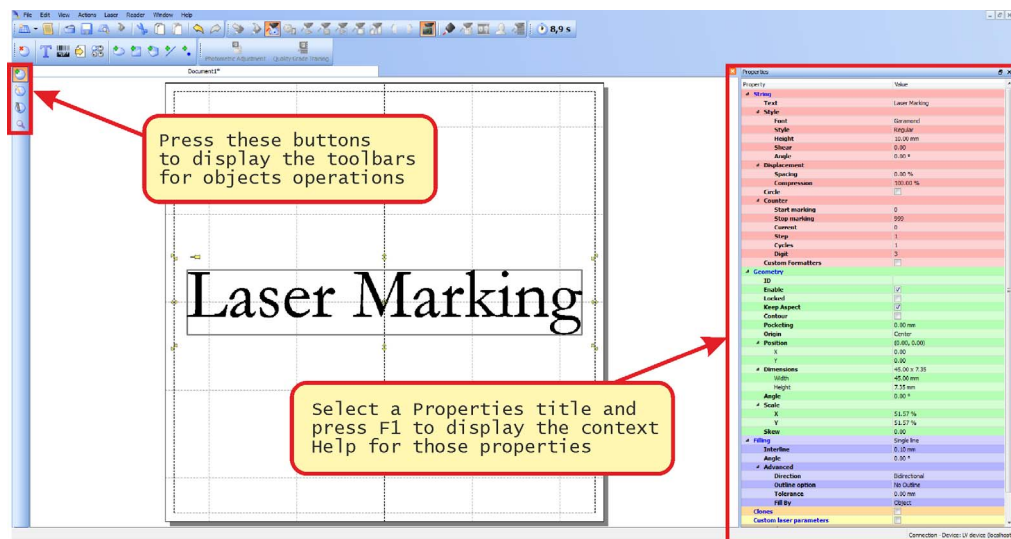 File Edit View Actions Laser Reader Window Help
8,9 s
Photometric Adjustment Quality Grade Training
Document1*
Press these buttons
to display the toolbars
for objects operations
Laser Marking
Select a Properties title and
press F1 to display the context
Help for those properties
Properties
Property Value
String
Text Laser Marking
Style
Font Garamond
Style Regular
Height 10.00 mm
Shear 0.00
Angle 0.00 °
Displacement
Spacing 0.00 %
Compression 100.00 %
Circle
Counter
Start marking 0
Stop marking 999
Current 0
Step 1
Cycles 1
Digit 3
Custom Formatters
Geometry
ID
Enable
Locked
Keep Aspect
Contour
Pocketing 0.00 mm
Origin Center
Position (0.00, 0.00)
X 0.00
Y 0.00
Dimensions 45.00 x 7.35
Width 45.00 mm
Height 7.35 mm
Angle 0.00 °
Scale
X 51.57 %
Y 51.57 %
Skew 0.00
Filling Single line
Interline 0.10 mm
Angle 0.00 °
Advanced
Direction Bidirectional
Outline option No Outline
Tolerance 0.00 mm
Fill By Object
Clones
Custom laser parameters
Connection - Device: LV device (localhost